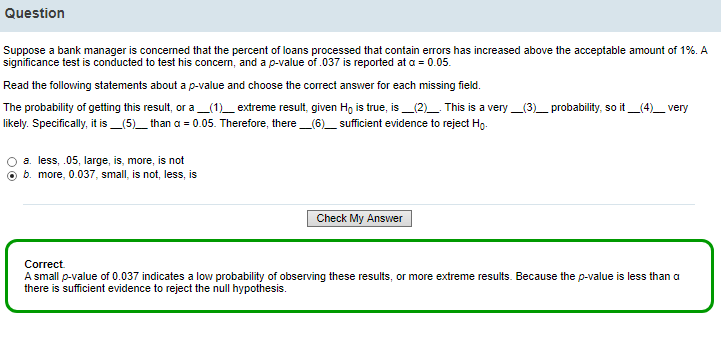 Question
Suppose a bank manager is concerned that the percent of loans processed that contain errors has increased above the acceptable amount of 1%. A
significance test is conducted to test his concern, and a p-value of .037 is reported at α = 0.05.
Read the following statements about a p-value and choose the correct answer for each missing field.
The probability of getting this result, or a __(1)__ extreme result, given H0 is true, is __(2)__. This is a very __(3)__ probability, so it __(4)__ very
likely. Specifically, it is __(5)__ than α = 0.05. Therefore, there __(6)__ sufficient evidence to reject H0.
a. less, .05, large, is, more, is not
b. more, 0.037, small, is not, less, is
Check My Answer
Correct.
A small p-value of 0.037 indicates a low probability of observing these results, or more extreme results. Because the p-value is less than α
there is sufficient evidence to reject the null hypothesis.